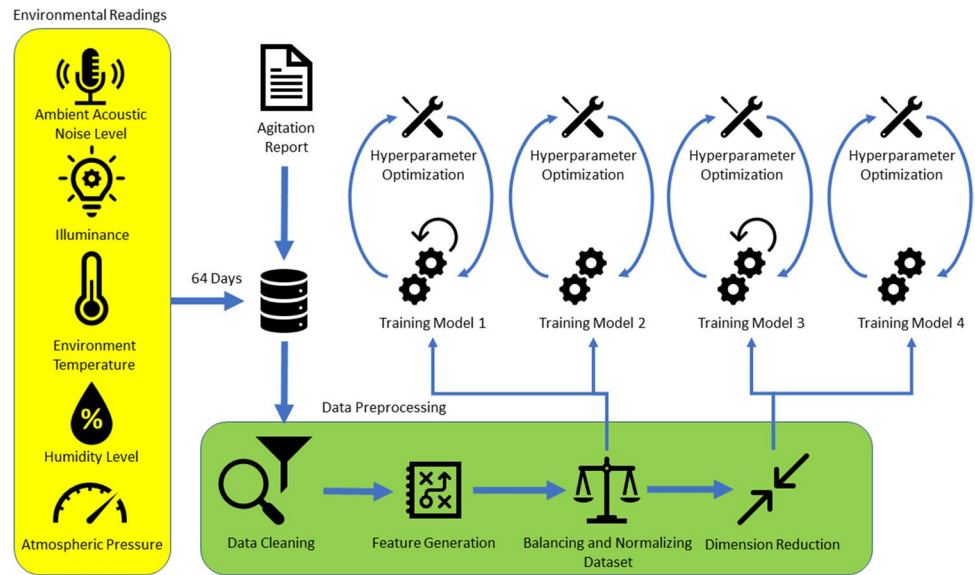 Environmental Readings
Ambient Acoustic
Noise Level
Illuminance
Environment
Temperature
%
Humidity Level
Atmospheric Pressure
64 Days
Agitation
Report
Hyperparameter
Optimization
Hyperparameter
Optimization
Hyperparameter
Optimization
Hyperparameter
Optimization
Training Model 1
Training Model 2
Training Model 3
Training Model 4
Data Preprocessing
Data Cleaning
Feature Generation
Balancing and Normalizing
Dataset
Dimension Reduction